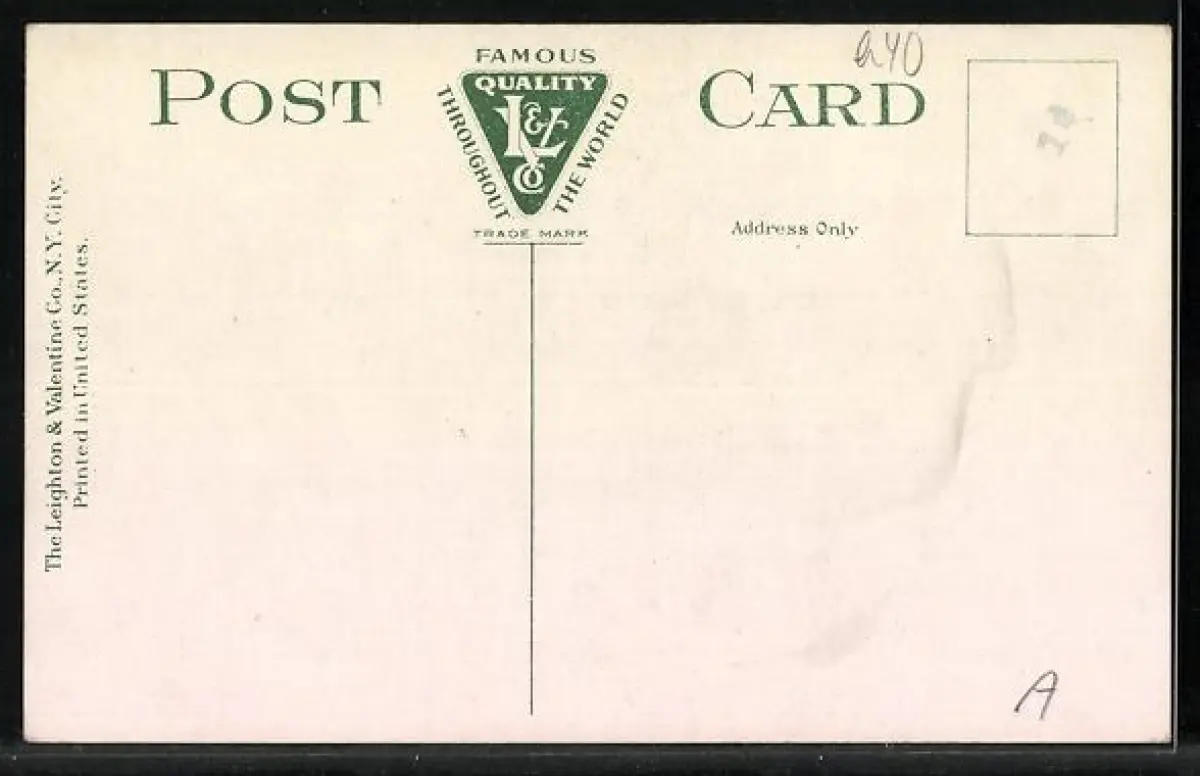 POST CARD
FAMOUS
QUALITY
THROUGHOUT
THE WORLD
L&V
Co
TRADE MARK
a40
Address Only
The Leighton & Valentine Co., N.Y. City.
Printed in United States.
A